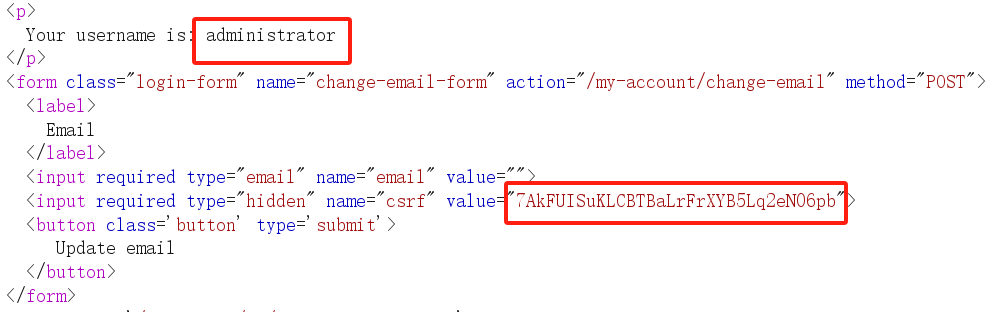 <p>
Your username is: administrator
</p>
<form class="login-form" name="change-email-form" action="/my-account/change-email" method="POST">
<label>
Email
</label>
<input required type="email" name="email" value="">
<input required type="hidden" name="csrf" value="7AkFUISuKLCBTBaLrFrXYB5Lq2eN06pb">
<button class='button' type='submit'>
Update email
</button>
</form>